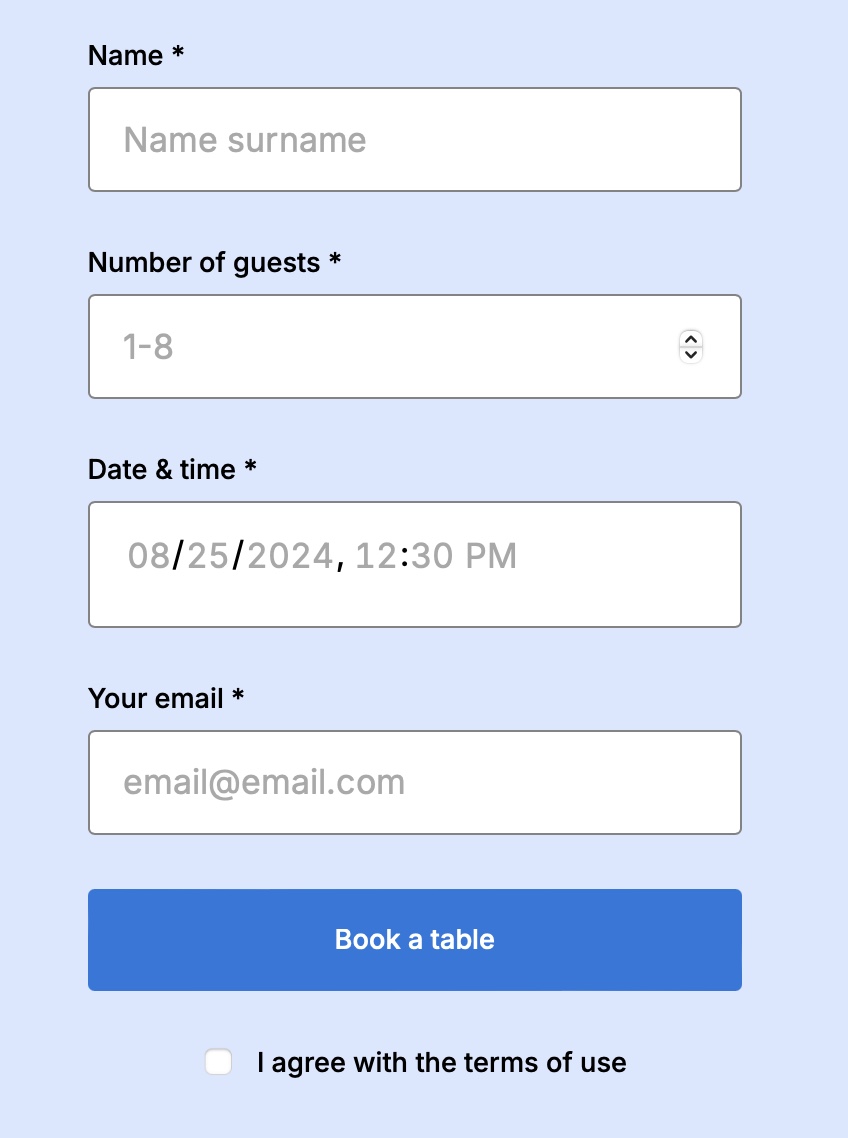 Name *
Name surname
Number of guests *
1-8
Date & time *
08/25/2024, 12:30 PM
Your email *
email@email.com
Book a table
I agree with the terms of use